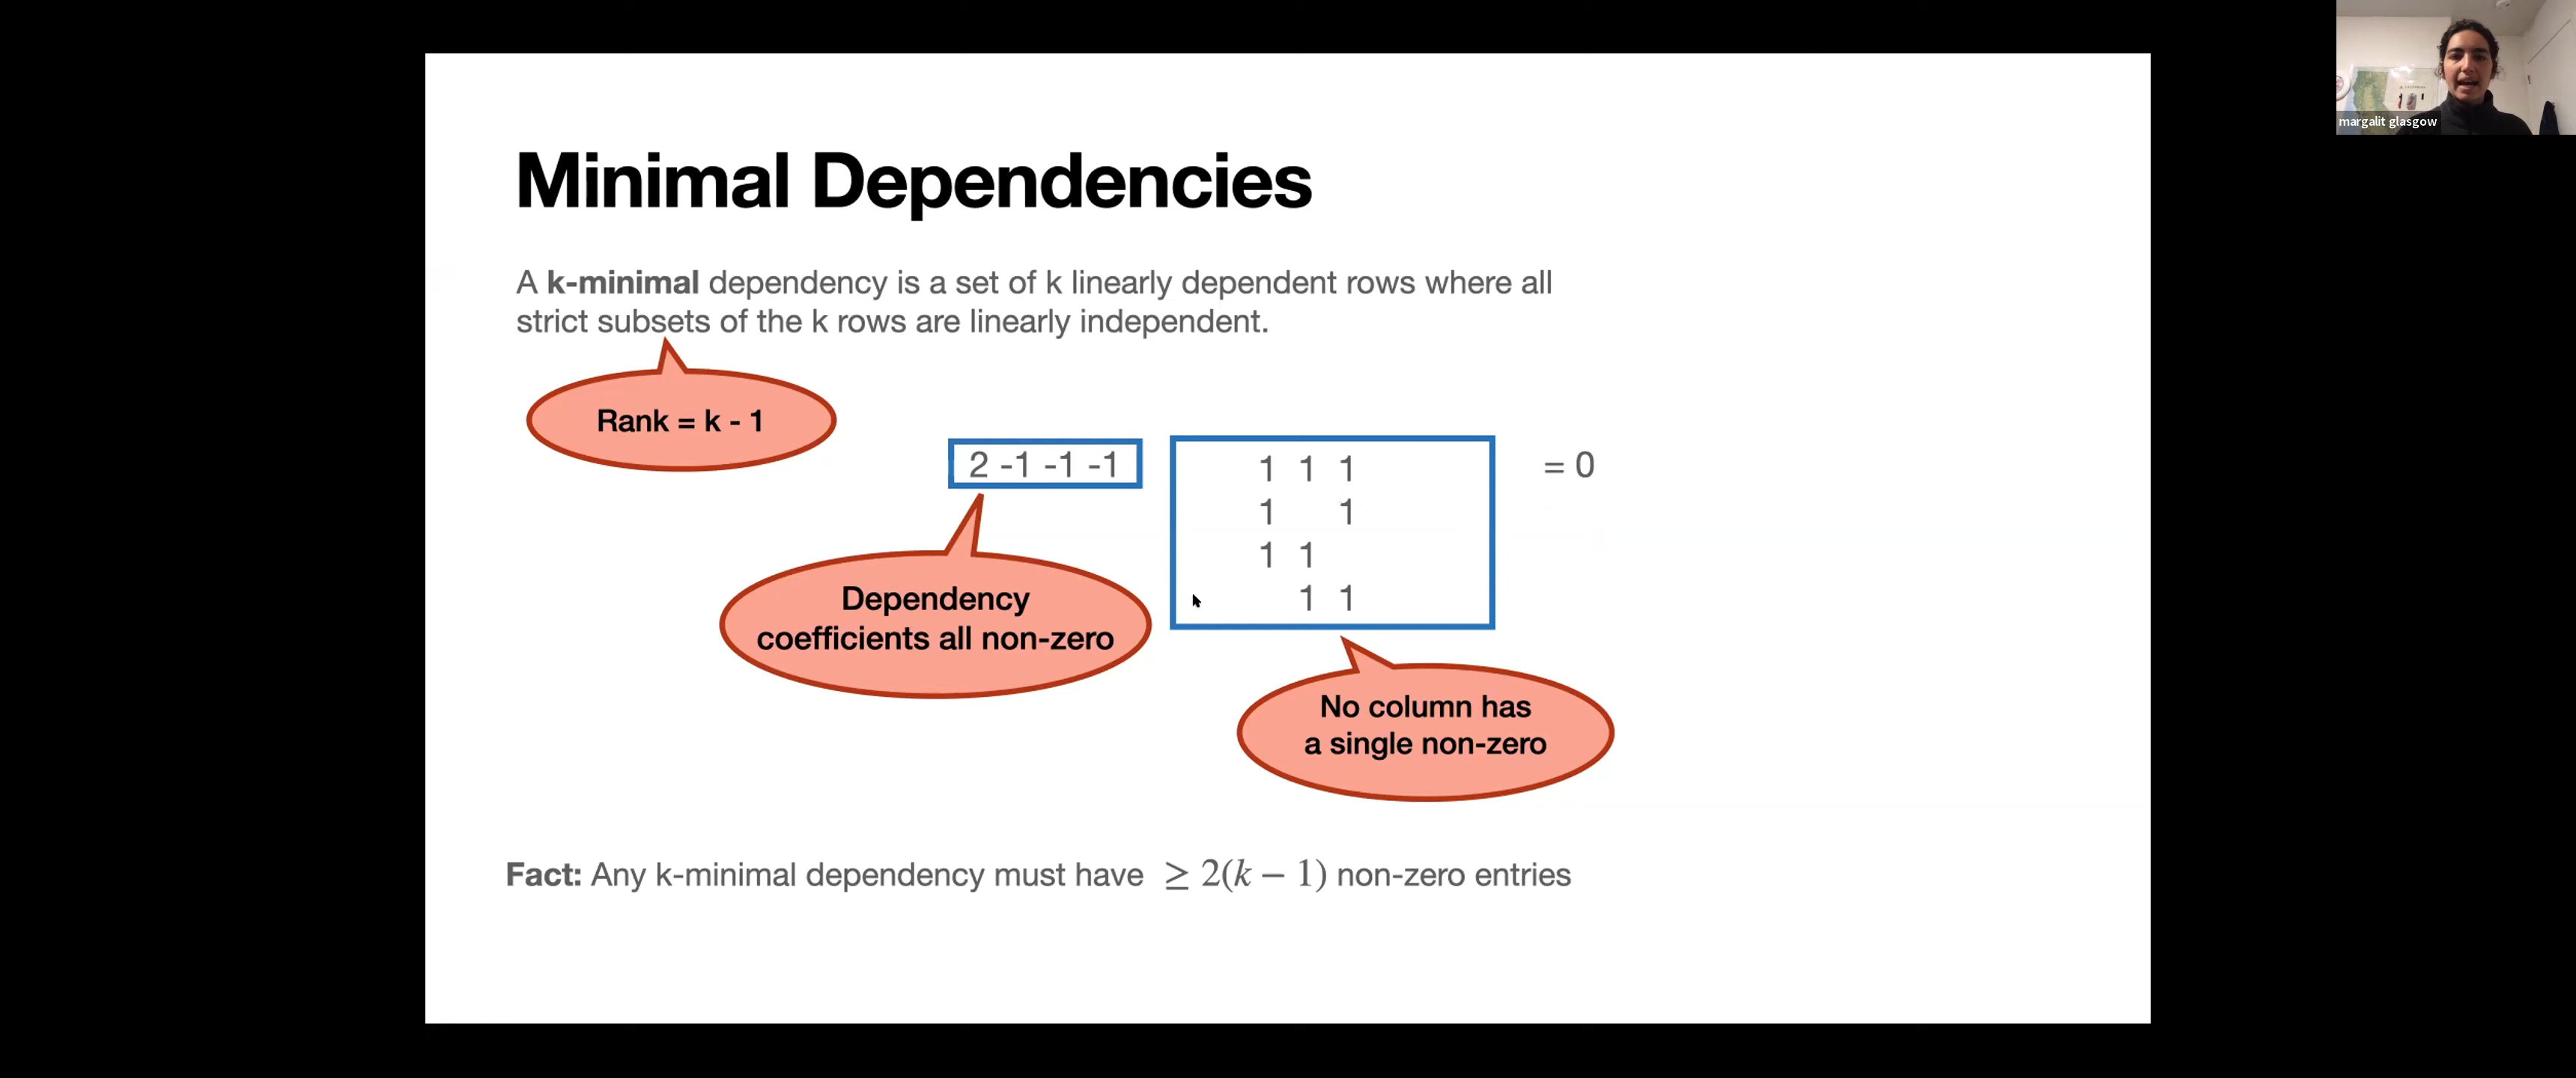 margalit glasgow
Minimal Dependencies
A k-minimal dependency is a set of k linearly dependent rows where all
strict subsets of the k rows are linearly independent.
Rank = k - 1
2 -1 -1 -1
1 1 1
1 1
1 1
1 1
= 0
Dependency
coefficients all non-zero
No column has
a single non-zero
Fact: Any k-minimal dependency must have ≥ 2(k − 1) non-zero entries